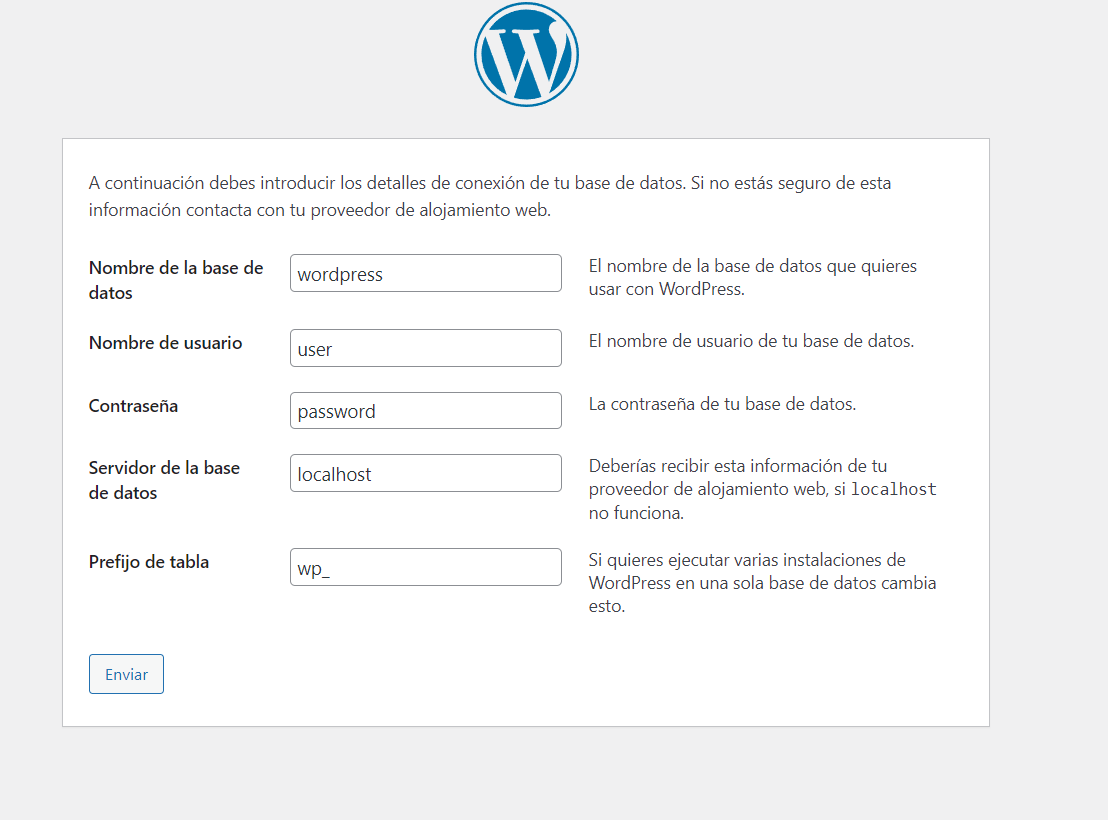 A continuación debes introducir los detalles de conexión de tu base de datos. Si no estás seguro de esta
información contacta con tu proveedor de alojamiento web.
Nombre de la base de
datos
wordpress
El nombre de la base de datos que quieres
usar con WordPress.
Nombre de usuario
user
El nombre de usuario de tu base de datos.
Contraseña
password
La contraseña de tu base de datos.
Servidor de la base
de datos
localhost
Deberías recibir esta información de tu
proveedor de alojamiento web, si localhost
no funciona.
Prefijo de tabla
wp_
Si quieres ejecutar varias instalaciones de
WordPress en una sola base de datos cambia
esto.
Enviar